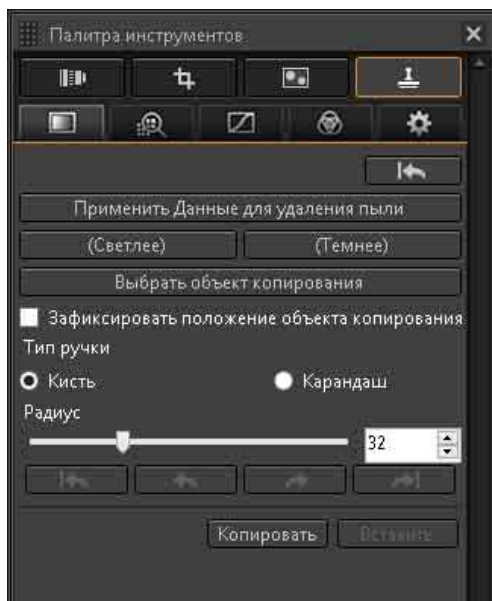 Палитра инструментов
Применить Данные для удаления пыли
(Светлее) (Темнее)
Выбрать объект копирования
Зафиксировать положение объекта копирования
Тип ручки
Кисть Карандаш
Радиус
32
Копировать Вставить